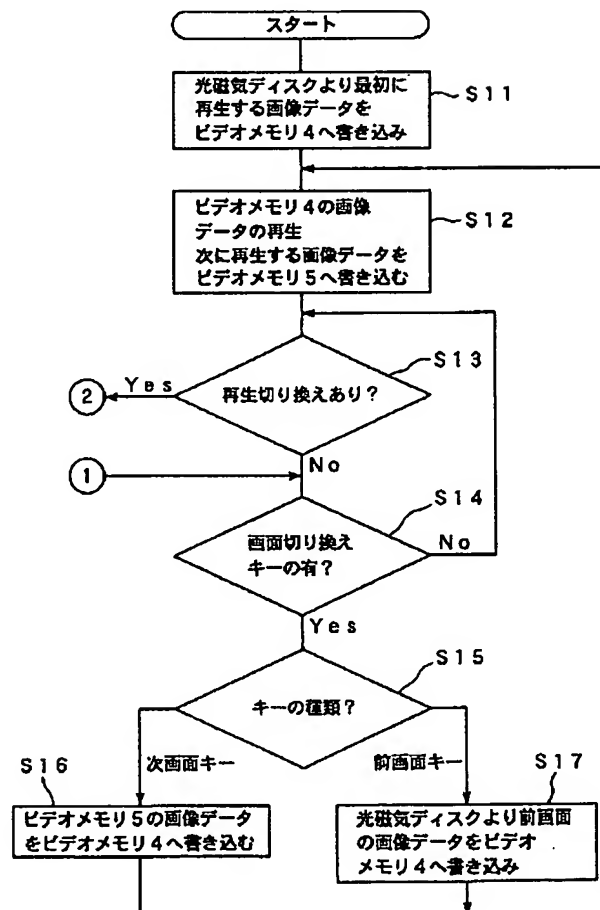 スタート
光磁気ディスクより最初に
再生する画像データを
ビデオメモリ4へ書き込み
S11
ビデオメモリ4の画像
データの再生
次に再生する画像データを
ビデオメモリ5へ書き込む
S12
再生切り換えあり？
S13
Yes
2
No
1
画面切り換え
キーの有？
S14
No
Yes
キーの種類？
S15
次画面キー
前画面キー
S16
ビデオメモリ5の画像データ
をビデオメモリ4へ書き込む
S17
光磁気ディスクより前画面
の画像データをビデオ
メモリ4へ書き込み